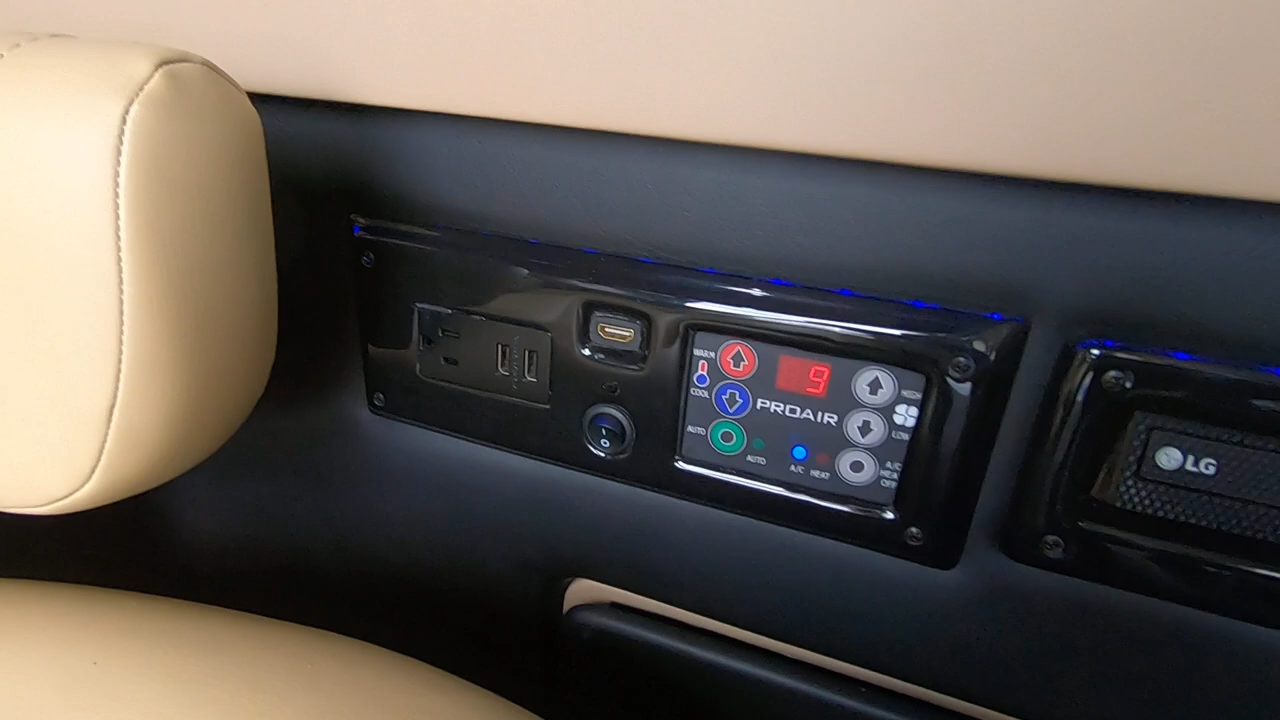 WARM
COOL
AUTO
9
PROAIR
AUTO
A/C
HEAT
HIGH
LOW
A/C
HEAT
OFF
I
O
LG